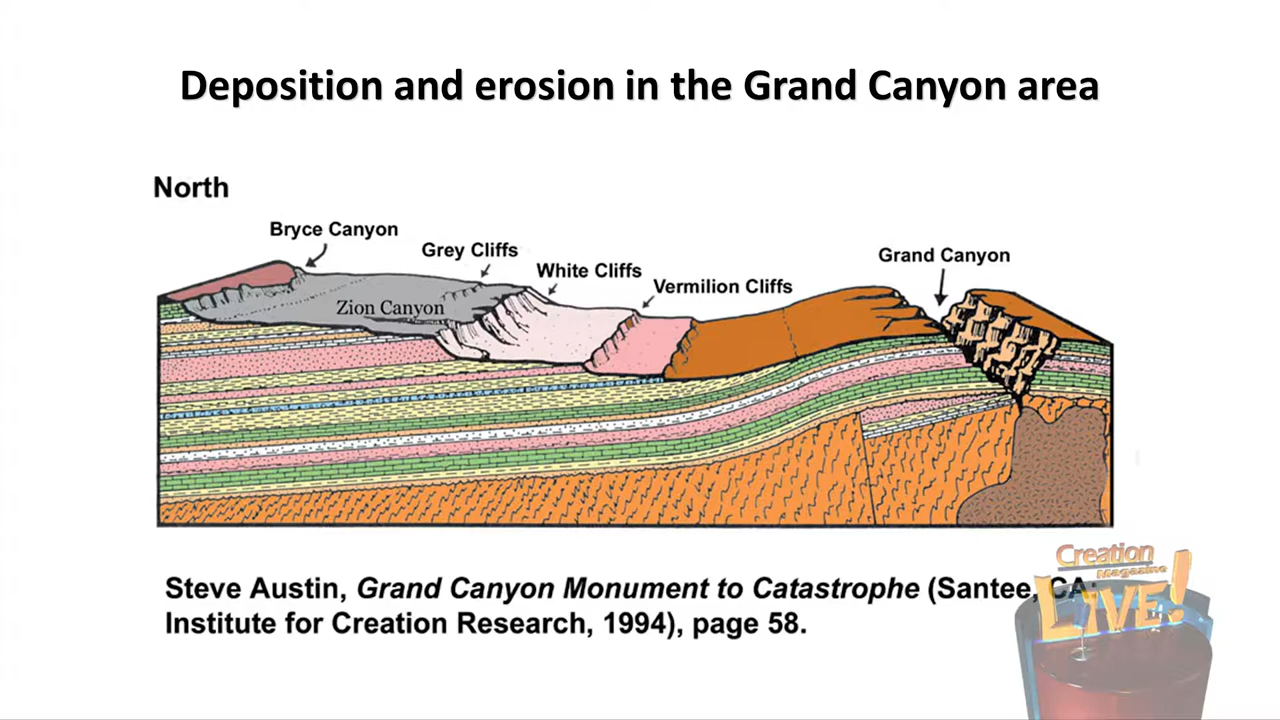 Deposition and erosion in the Grand Canyon area
North
Bryce Canyon
Grey Cliffs
White Cliffs
Vermilion Cliffs
Grand Canyon
Zion Canyon
Steve Austin, Grand Canyon Monument to Catastrophe (Santee, CA:
Institute for Creation Research, 1994), page 58.
Creation
Magazine
LIVE!